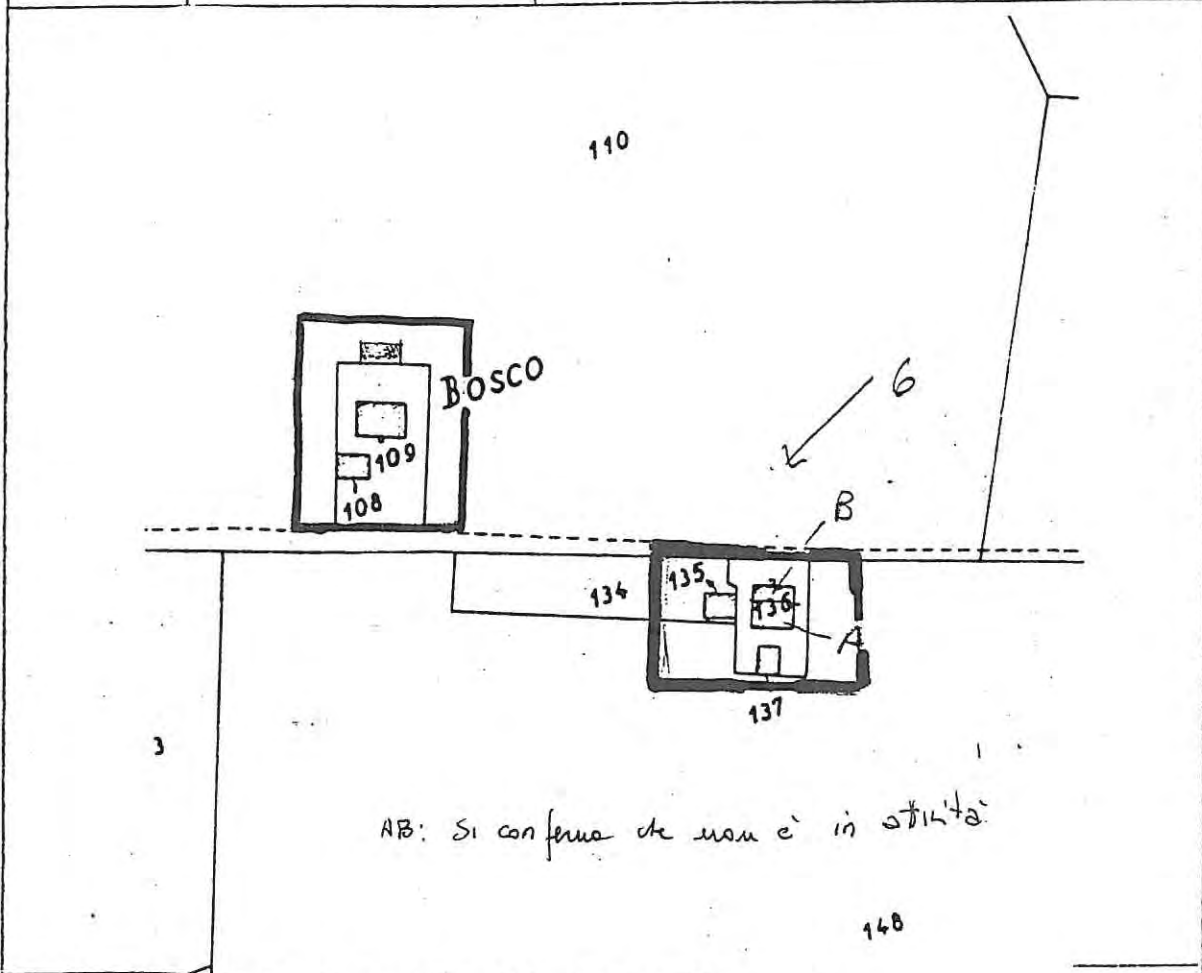 110
BOSCO
6
109
108
B
135
134
136
A
137
3
AB: Si conferma che non è in attività
148